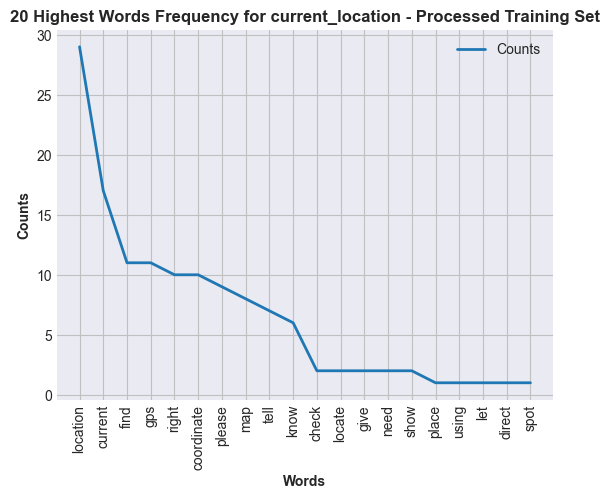 20 Highest Words Frequency for current_location - Processed Training Set
Counts
30
25
20
15
10
5
0
Counts
location
current
find
gps
right
coordinate
please
map
tell
know
check
locate
give
need
show
place
using
let
direct
spot
Words